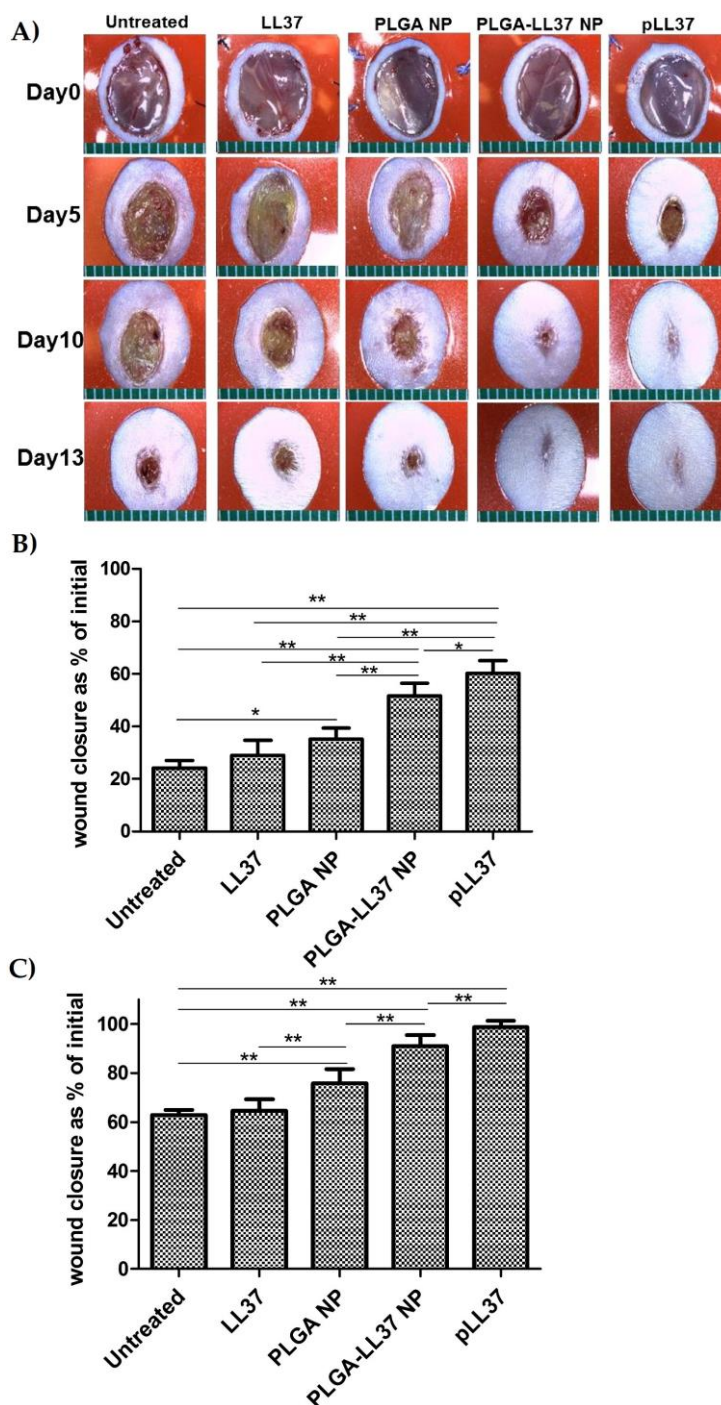 A)
Untreated LL37 PLGA NP PLGA-LL37 NP pLL37
Day0
Day5
Day10
Day13
B)
wound closure as % of initial
100
80
60
40
20
0
**
**
**
**
*
**
**
*
Untreated
LL37
PLGA NP
PLGA-LL37 NP
pLL37
C)
wound closure as % of initial
100
80
60
40
20
0
**
**
**
**
**
**
Untreated
LL37
PLGA NP
PLGA-LL37 NP
pLL37